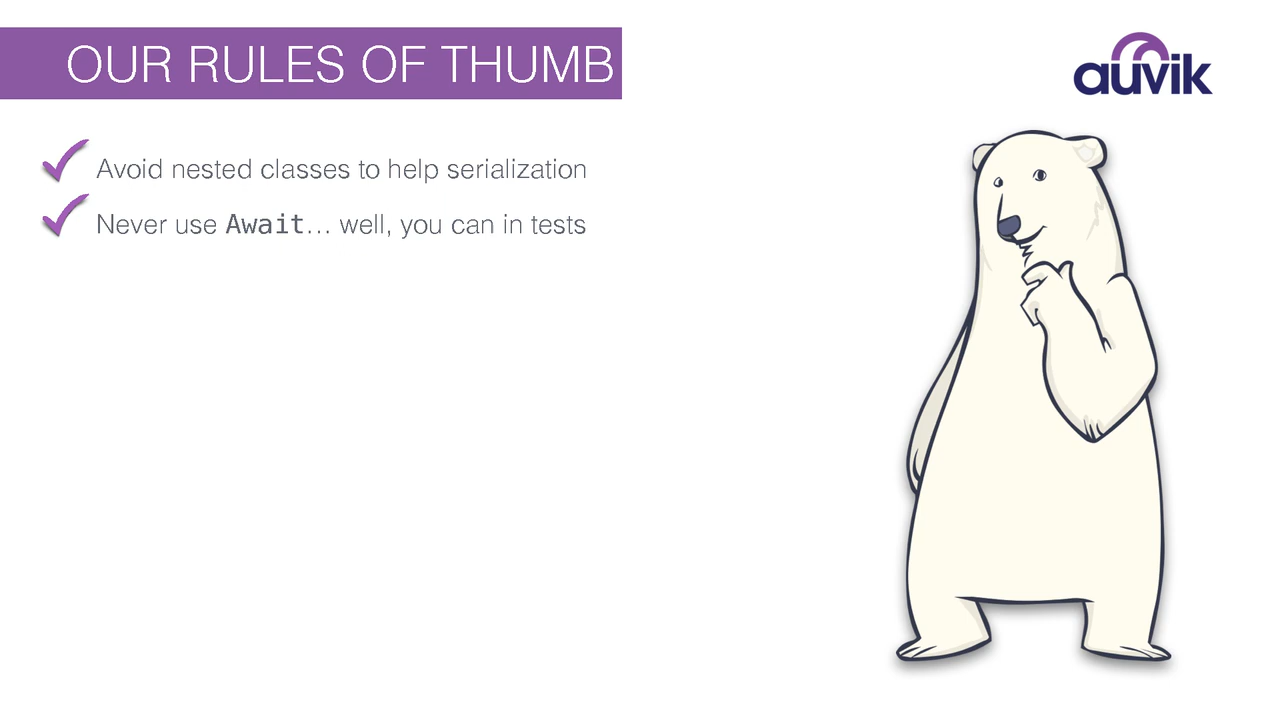 OUR RULES OF THUMB
auvik
Avoid nested classes to help serialization
Never use Await... well, you can in tests